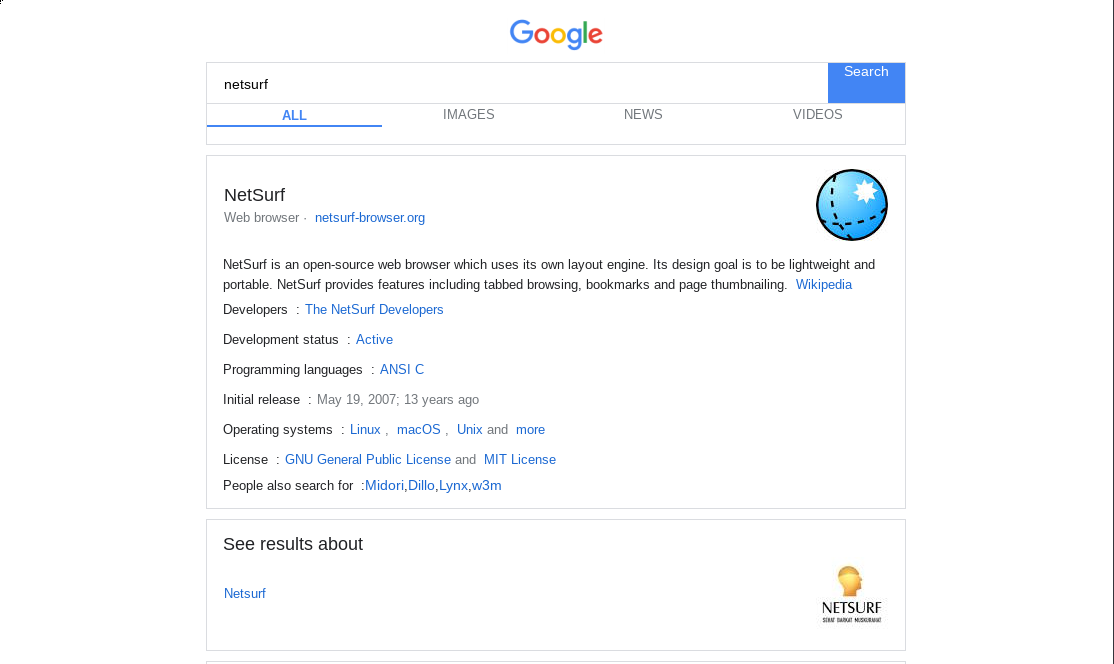 Google
netsurf
Search
ALL IMAGES NEWS VIDEOS
NetSurf
Web browser · netsurf-browser.org
NetSurf is an open-source web browser which uses its own layout engine. Its design goal is to be lightweight and
portable. NetSurf provides features including tabbed browsing, bookmarks and page thumbnailing. Wikipedia
Developers : The NetSurf Developers
Development status : Active
Programming languages : ANSI C
Initial release : May 19, 2007; 13 years ago
Operating systems : Linux , macOS , Unix and more
License : GNU General Public License and MIT License
People also search for :Midori,Dillo,Lynx,w3m
See results about
Netsurf
NETSURF
SEHAT DAULAT MUSKURAHAT